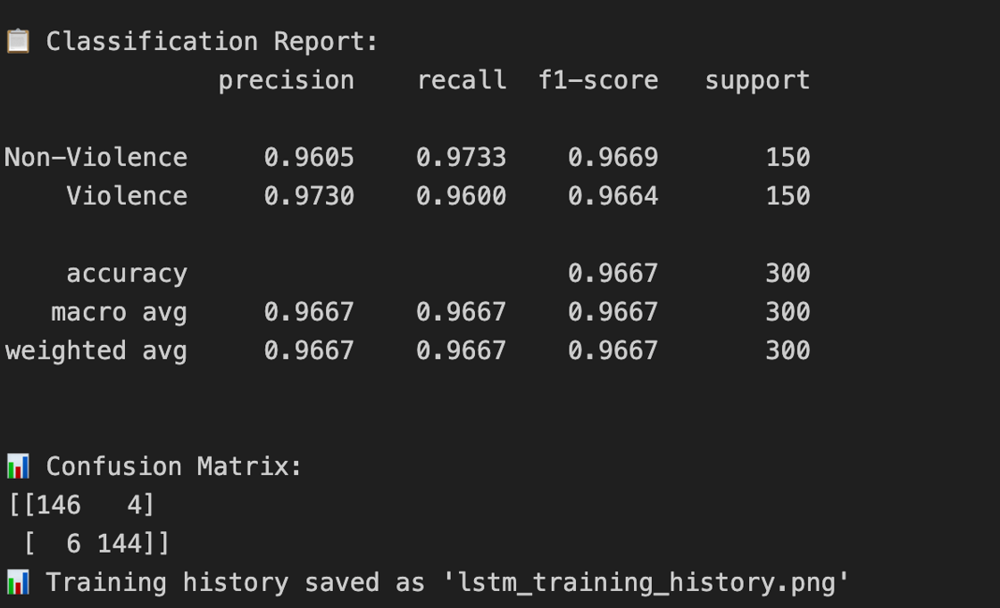 📋 Classification Report:
              precision    recall  f1-score   support

Non-Violence     0.9605    0.9733    0.9669       150
    Violence     0.9730    0.9600    0.9664       150

    accuracy                         0.9667       300
   macro avg     0.9667    0.9667    0.9667       300
weighted avg     0.9667    0.9667    0.9667       300

📊 Confusion Matrix:
[[146   4]
 [  6 144]]
📊 Training history saved as 'lstm_training_history.png'